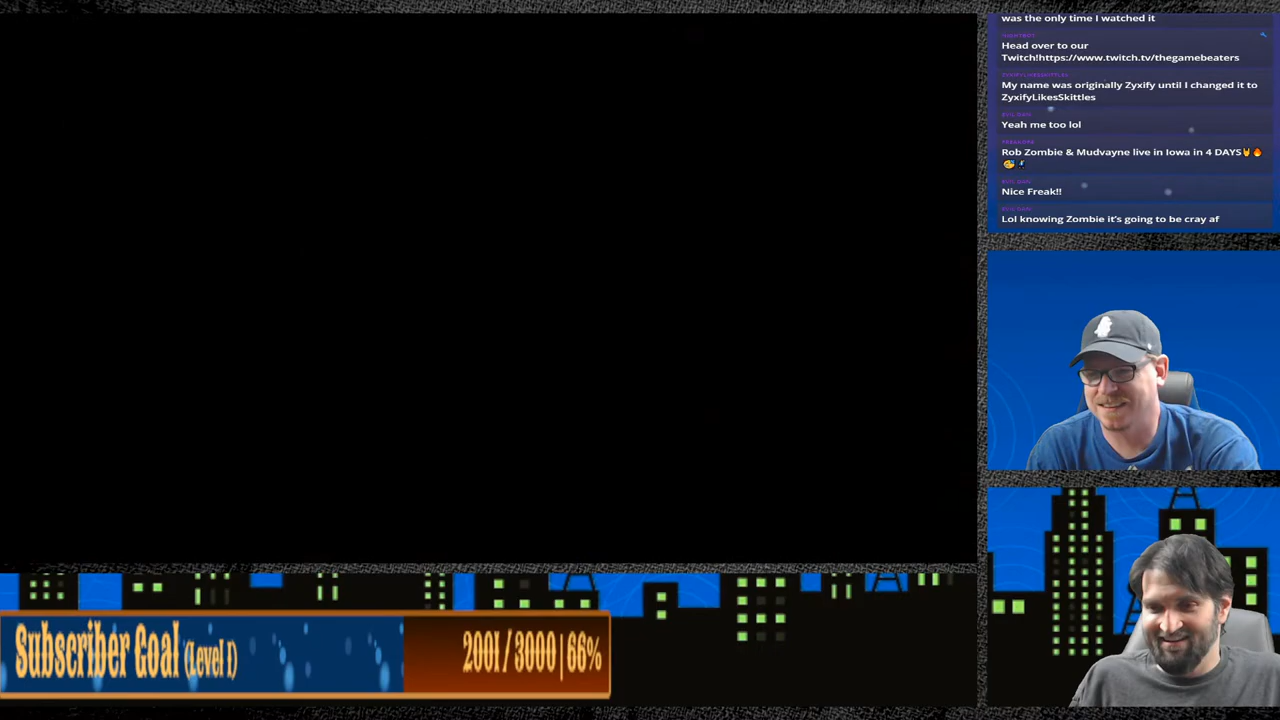 was the only time I watched it
Head over to our
Twitch!https://www.twitch.tv/thegamebeaters
ZYXIFYLIKESSKITTLES
My name was originally Zyxify until I changed it to
ZyxifyLikesSkittles
Yeah me too lol
Rob Zombie & Mudvayne live in Iowa in 4 DAYS🤘🔥
Nice Freak!!
Lol knowing Zombie it's going to be cray af
Subscriber Goal (Level 1)
2001 / 3000 | 66%